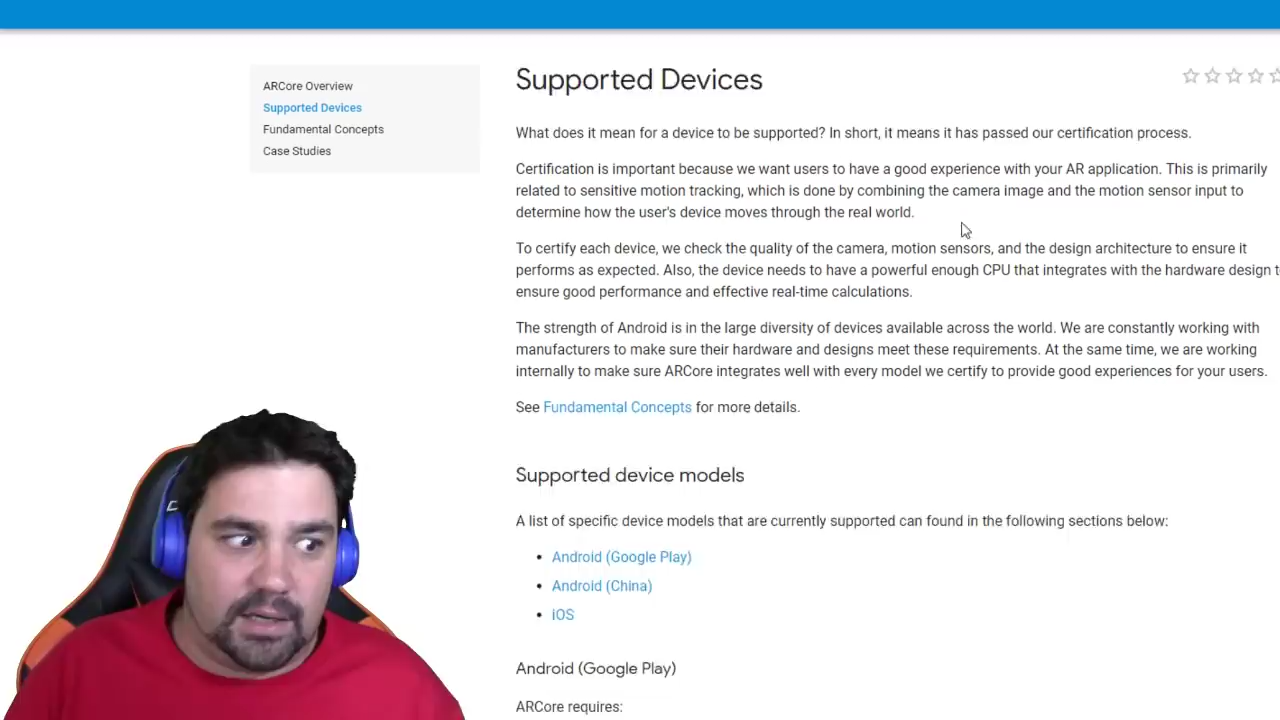 ARCore Overview
Supported Devices
Fundamental Concepts
Case Studies
Supported Devices
What does it mean for a device to be supported? In short, it means it has passed our certification process.
Certification is important because we want users to have a good experience with your AR application. This is primarily
related to sensitive motion tracking, which is done by combining the camera image and the motion sensor input to
determine how the user's device moves through the real world.
To certify each device, we check the quality of the camera, motion sensors, and the design architecture to ensure it
performs as expected. Also, the device needs to have a powerful enough CPU that integrates with the hardware design
ensure good performance and effective real-time calculations.
The strength of Android is in the large diversity of devices available across the world. We are constantly working with
manufacturers to make sure their hardware and designs meet these requirements. At the same time, we are working
internally to make sure ARCore integrates well with every model we certify to provide good experiences for your users.
See Fundamental Concepts for more details.
Supported device models
A list of specific device models that are currently supported can found in the following sections below:
• Android (Google Play)
• Android (China)
• iOS
Android (Google Play)
ARCore requires: